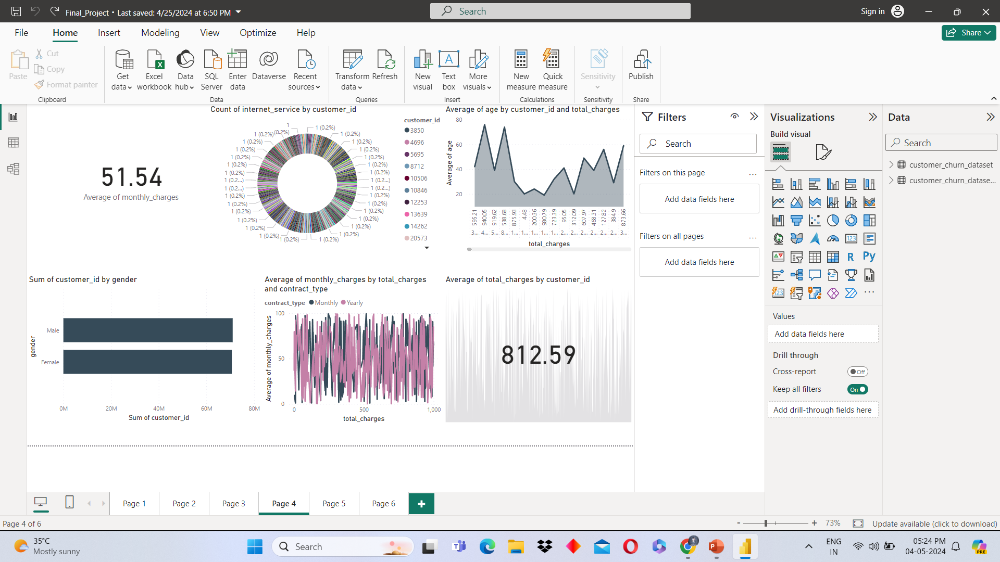 Final_Project • Last saved: 4/25/2024 at 6:50 PM
Search
Sign in
File
Home
Insert
Modeling
View
Optimize
Help
Share
Paste
Cut
Copy
Format painter
Clipboard
Get data
Excel workbook
Data hub
SQL Server
Enter data
Dataverse
Recent sources
Data
Transform data
Refresh
Queries
New visual
Text box
More visuals
Insert
New measure
Quick measure
Calculations
Sensitivity
Sensitivity
Publish
Share
51.54
Average of monthly_charges
Count of internet_service by customer_id
1
(0.2%)
1 (0.2%)
1 (0.2%)
1 (0.2%)
1 (0.2%)
1 (0.2%)
1 (0.2%)
1 (0.2%)
1 (0.2%)
1 (0.2%)
1 (0.2%)
1 (0.2%)
1 (0.2%)
1 (0.2%)
1 (0.2...)
1 (0.2...)
1 (0.2...)
1 (0.2...)
1 (0.2%)
1 (0.2%)
1 (0.2%)
1 (0.2%)
1 (0.2%)
1 (0.2%)
1 (0.2%)
1 (0.2%)
1 (0.2%)
1 (0.2%)
1 (0.2%)
1 (0.2%)
1 (0.2%)
1 (0.2%)
customer_id
3850
4696
5695
8712
10506
10846
12253
13639
14262
20573
Average of age by customer_id and total_charges
Average of age
80
60
40
20
595.21
940.05
919.62
538.68
875.93
4.48
200.36
980.79
723.39
95.05
312.09
607.97
468.31
127.82
384.9
873.66
3... 4... 5... 8... 1... 1... 1... 1... 1... 2... 2... 2... 2... 2... 2... 3...
total_charges
Sum of customer_id by gender
gender
Male
Female
0M 20M 40M 60M 80M
Sum of customer_id
Average of monthly_charges by total_charges
and contract_type
contract_type Monthly Yearly
Average of monthly_charges
100
50
0
0 500 1,000
total_charges
Average of total_charges by customer_id
812.59
Filters
Search
Filters on this page
...
Add data fields here
Filters on all pages
...
Add data fields here
Visualizations
Build visual
123
R
Py
123
...
Values
Add data fields here
Drill through
Cross-report
Off
Keep all filters
On
Add drill-through fields here
Data
Search
customer_churn_dataset
customer_churn_datase...
Page 1
Page 2
Page 3
Page 4
Page 5
Page 6
+
Page 4 of 6
- + 73%
Update available (click to download)
35°C
Mostly sunny
Search
ENG
IN
05:24 PM
04-05-2024
PRE